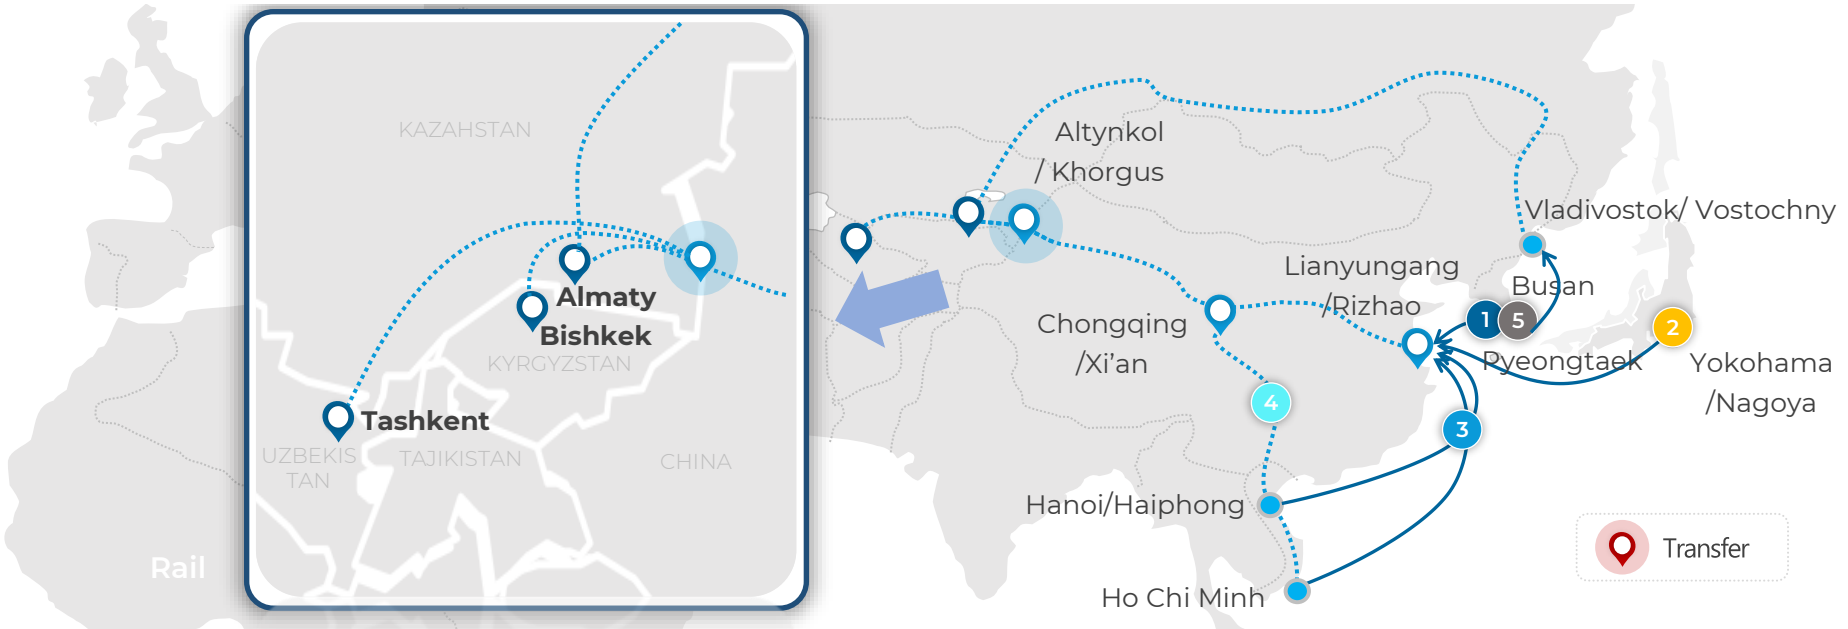 KAZAHSTAN
Almaty
Bishkek
KYRGYZSTAN
Tashkent
UZBEKIS
TAN
TAJIKISTAN
CHINA
Rail
Altynkol
/ Khorgus
Vladivostok/ Vostochny
Lianyungang
/Rizhao
Busan
1
5
2
Pyeongtaek
Yokohama
/Nagoya
Chongqing
/Xi’an
4
3
Hanoi/Haiphong
Ho Chi Minh
Transfer